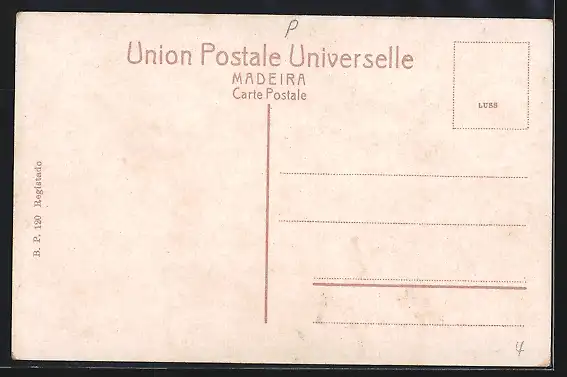 P
Union Postale Universelle
MADEIRA
Carte Postale
LUSS
B. P. 120 Registado
4